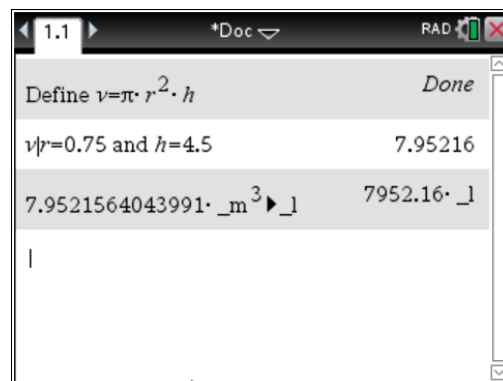 1.1 *Doc RAD
Define v=π·r²·h Done
v|r=0.75 and h=4.5 7.95216
7.9521564043991·_m³▶_l 7952.16·_l